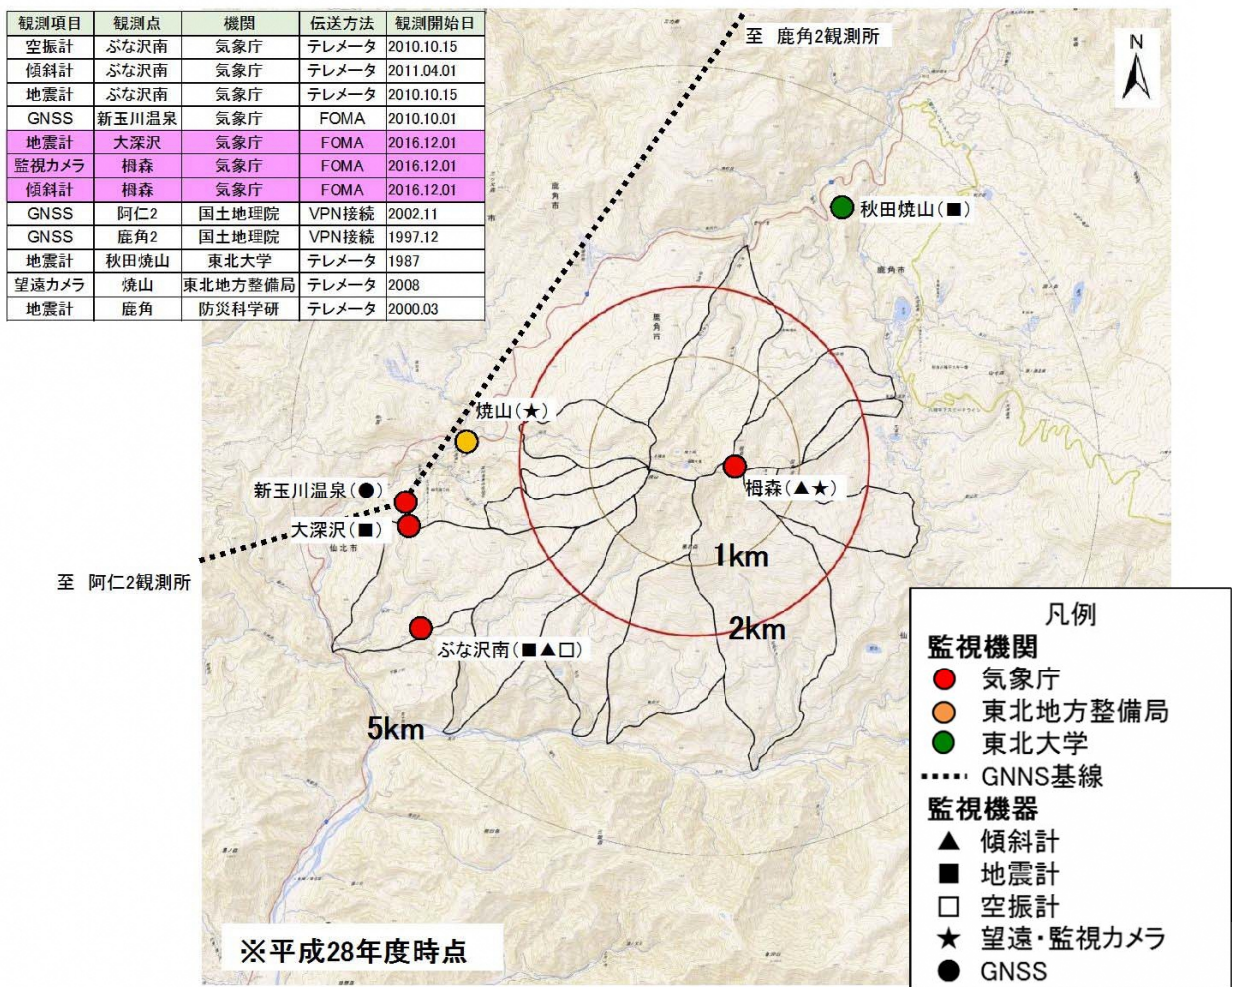 観測項目 観測点 機関 伝送方法 観測開始日
空振計 ぶな沢南 気象庁 テレメータ 2010.10.15
傾斜計 ぶな沢南 気象庁 テレメータ 2011.04.01
地震計 ぶな沢南 気象庁 テレメータ 2010.10.15
GNSS 新玉川温泉 気象庁 FOMA 2010.10.01
地震計 大深沢 気象庁 FOMA 2016.12.01
監視カメラ 栂森 気象庁 FOMA 2016.12.01
傾斜計 栂森 気象庁 FOMA 2016.12.01
GNSS 阿仁2 国土地理院 VPN接続 2002.11
GNSS 鹿角2 国土地理院 VPN接続 1997.12
地震計 秋田焼山 東北大学 テレメータ 1987
望遠カメラ 焼山 東北地方整備局 テレメータ 2008
地震計 鹿角 防災科学研 テレメータ 2000.03
至 鹿角2観測所
N
鹿角市
秋田焼山(■)
鹿角市
鹿角市
焼山(★)
新玉川温泉(●)
栂森(▲★)
大深沢(■)
仙北市
1km
至 阿仁2観測所
2km
ぶな沢南(■▲□)
5km
※平成28年度時点
凡例
監視機関
気象庁
東北地方整備局
東北大学
GNNS基線
監視機器
▲ 傾斜計
■ 地震計
□ 空振計
★ 望遠・監視カメラ
● GNSS